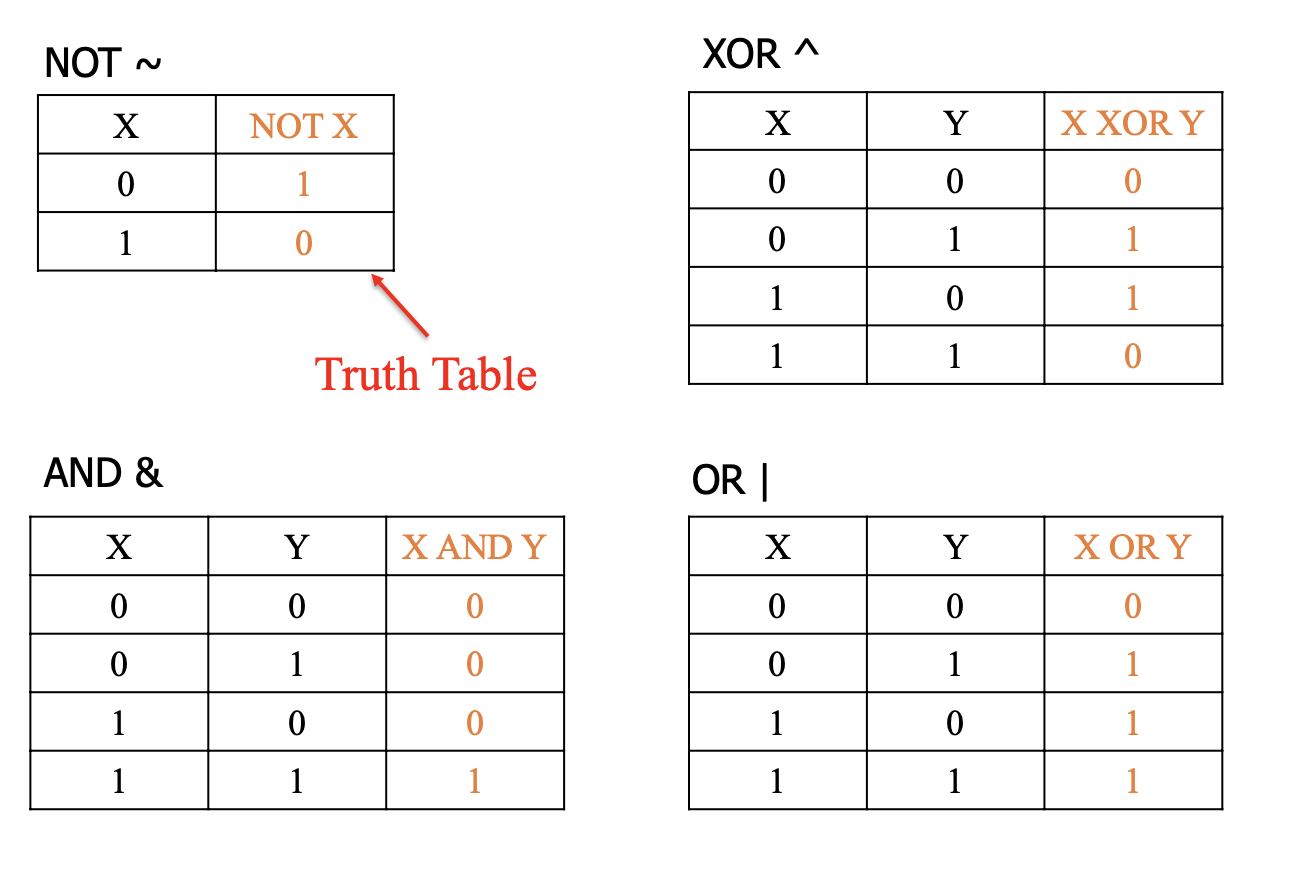 NOT ~
X NOT X
0 1
1 0
Truth Table
XOR ^
X Y X XOR Y
0 0 0
0 1 1
1 0 1
1 1 0
AND &
X Y X AND Y
0 0 0
0 1 0
1 0 0
1 1 1
OR |
X Y X OR Y
0 0 0
0 1 1
1 0 1
1 1 1